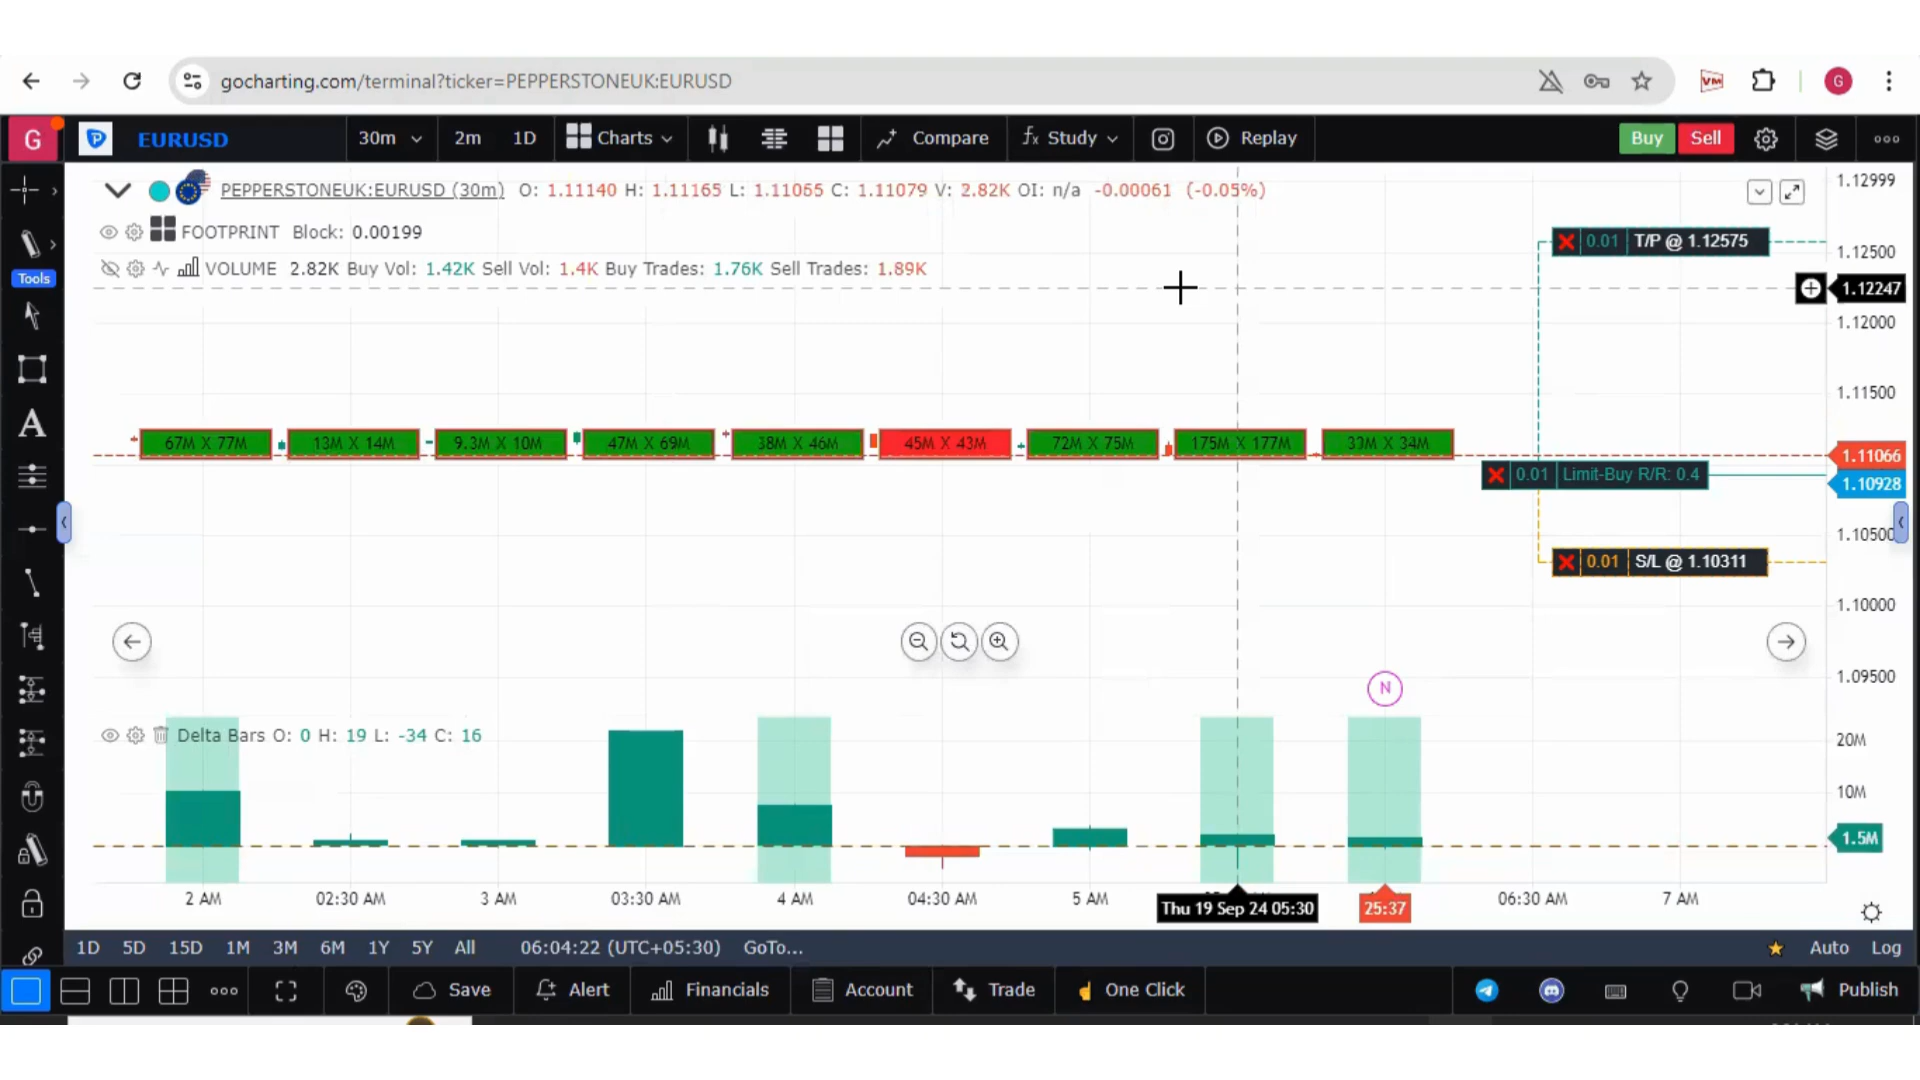 gocharting.com/terminal?ticker=PEPPERSTONEUK:EURUSD
VM
G
G
EURUSD
30m
2m
1D
Charts
Compare
fx Study
Replay
Buy
Sell
PEPPERSTONEUK:EURUSD (30m) O: 1.11140 H: 1.11165 L: 1.11065 C: 1.11079 V: 2.82K OI: n/a -0.00061 (-0.05%)
1.12999
FOOTPRINT Block: 0.00199
0.01 T/P @ 1.12575
1.12500
VOLUME 2.82K Buy Vol: 1.42K Sell Vol: 1.4K Buy Trades: 1.76K Sell Trades: 1.89K
Tools
1.12247
1.12000
1.11500
67M X 77M
13M X 14M
9.3M X 10M
47M X 69M
38M X 46M
45M X 43M
72M X 75M
175M X 177M
33M X 34M
1.11066
0.01 Limit-Buy R/R: 0.4
1.10928
1.10500
0.01 S/L @ 1.10311
1.10000
1.09500
N
Delta Bars O: 0 H: 19 L: -34 C: 16
20M
10M
1.5M
2 AM
02:30 AM
3 AM
03:30 AM
4 AM
04:30 AM
5 AM
Thu 19 Sep 24 05:30
25:37
06:30 AM
7 AM
1D
5D
15D
1M
3M
6M
1Y
5Y
All
06:04:22 (UTC+05:30)
GoTo...
Auto
Log
Save
Alert
Financials
Account
Trade
One Click
Publish